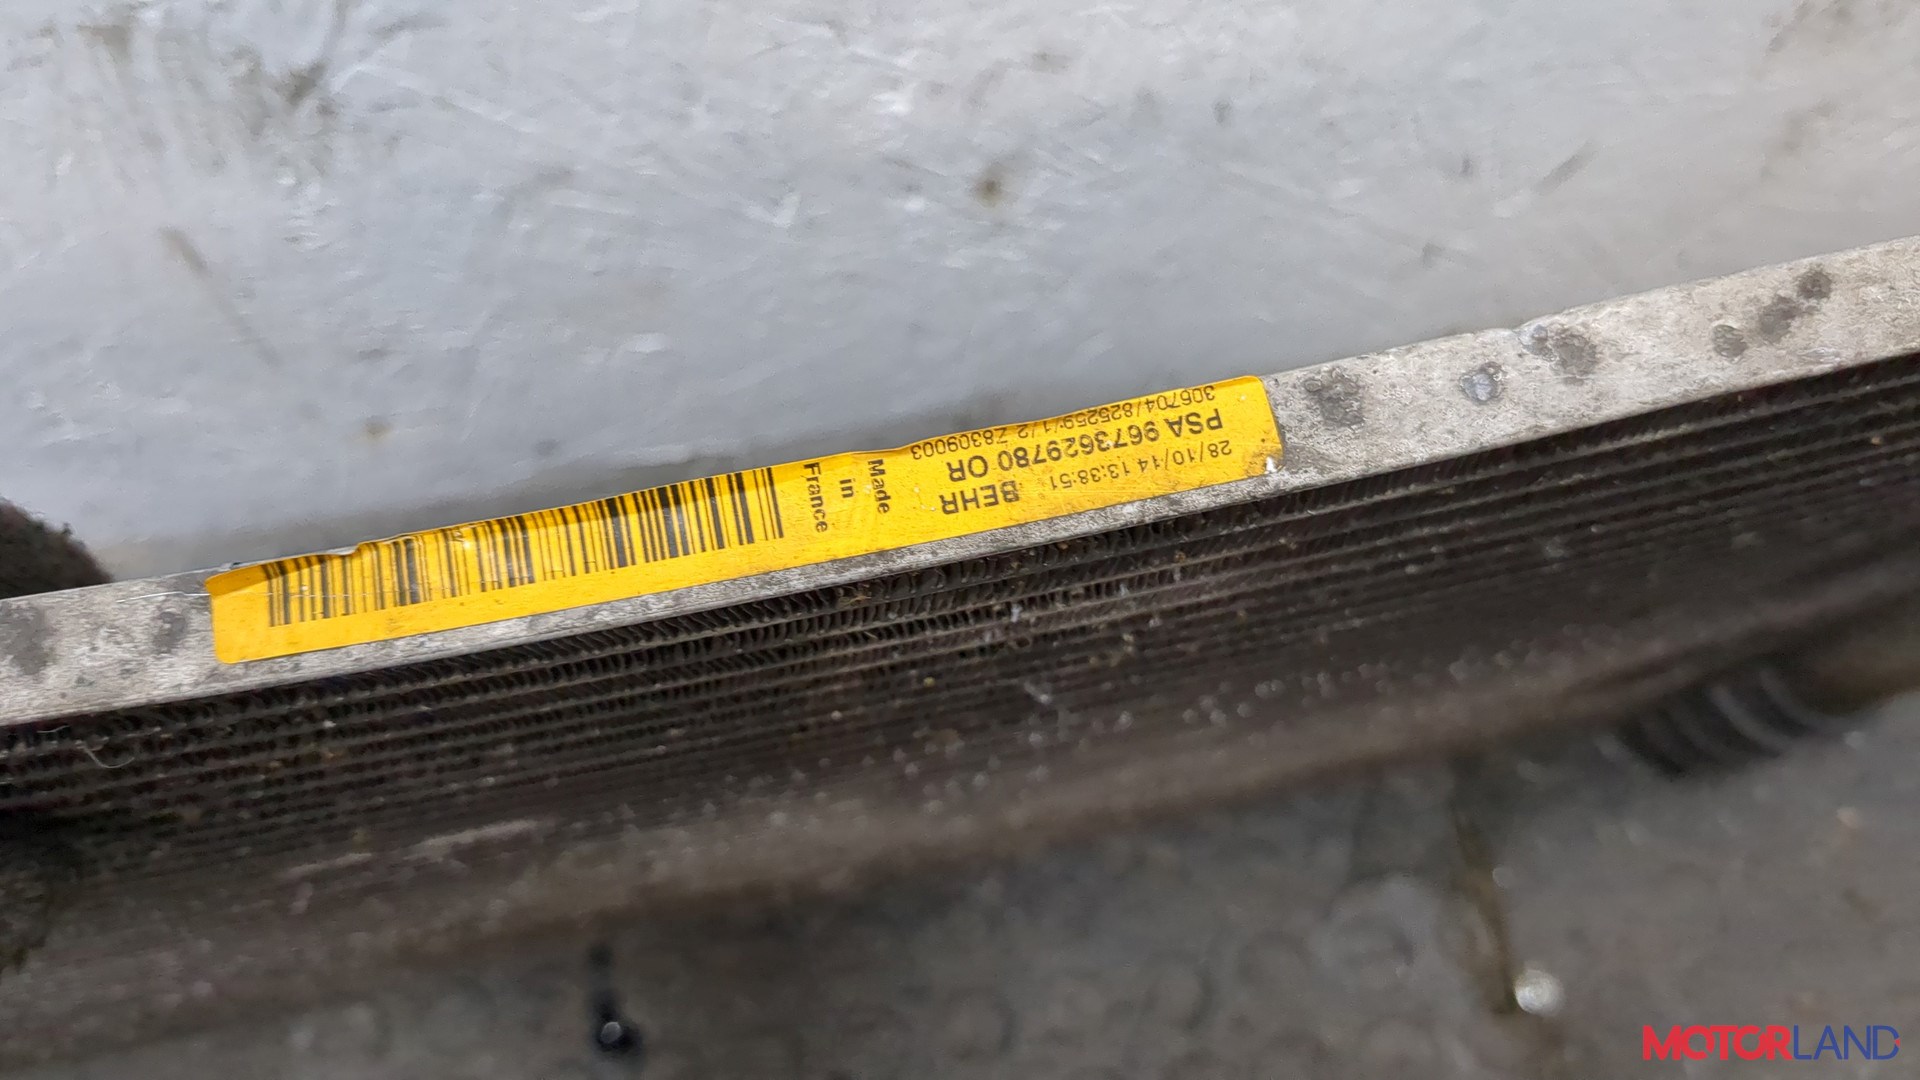 BEHR
28/10/14 13:38:51
PSA 9673629780 OR
306704/825259/1/2 Z8309003
Made
in
France
MOTORLAND